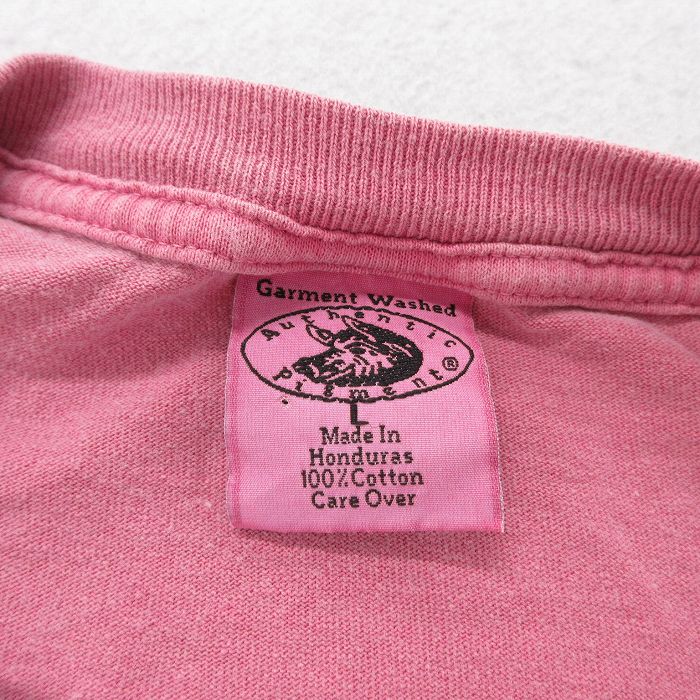 Garment Washed
Authentic
Pigment®
L
Made In
Honduras
100% Cotton
Care Over